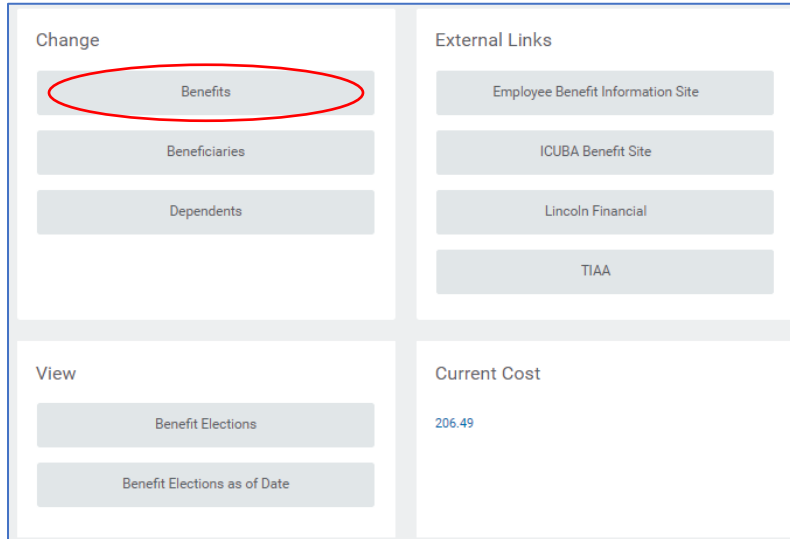 Change
Benefits
Beneficiaries
Dependents
External Links
Employee Benefit Information Site
ICUBA Benefit Site
Lincoln Financial
TIAA
View
Benefit Elections
Benefit Elections as of Date
Current Cost
206.49